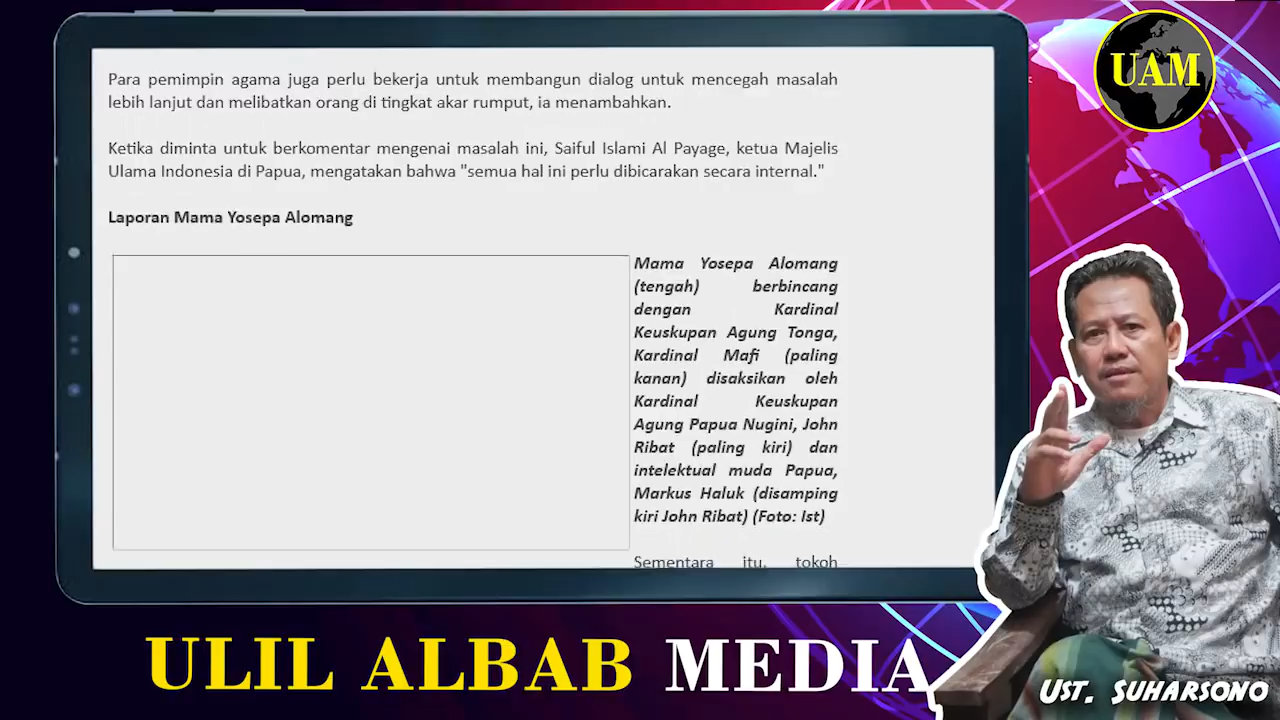 Para pemimpin agama juga perlu bekerja untuk membangun dialog untuk mencegah masalah
lebih lanjut dan melibatkan orang di tingkat akar rumput, ia menambahkan.
Ketika diminta untuk berkomentar mengenai masalah ini, Saiful Islami Al Payage, ketua Majelis
Ulama Indonesia di Papua, mengatakan bahwa "semua hal ini perlu dibicarakan secara internal."
Laporan Mama Yosepa Alomang
Mama Yosepa Alomang
(tengah) berbincang
dengan Kardinal
Keuskupan Agung Tonga,
Kardinal Mafi (paling
kanan) disaksikan oleh
Kardinal Keuskupan
Agung Papua Nugini, John
Ribat (paling kiri) dan
intelektual muda Papua,
Markus Haluk (disamping
kiri John Ribat) (Foto: Ist)
Sementara itu, tokoh
UAM
ULIL ALBAB MEDIA
UST. SUHARSONO